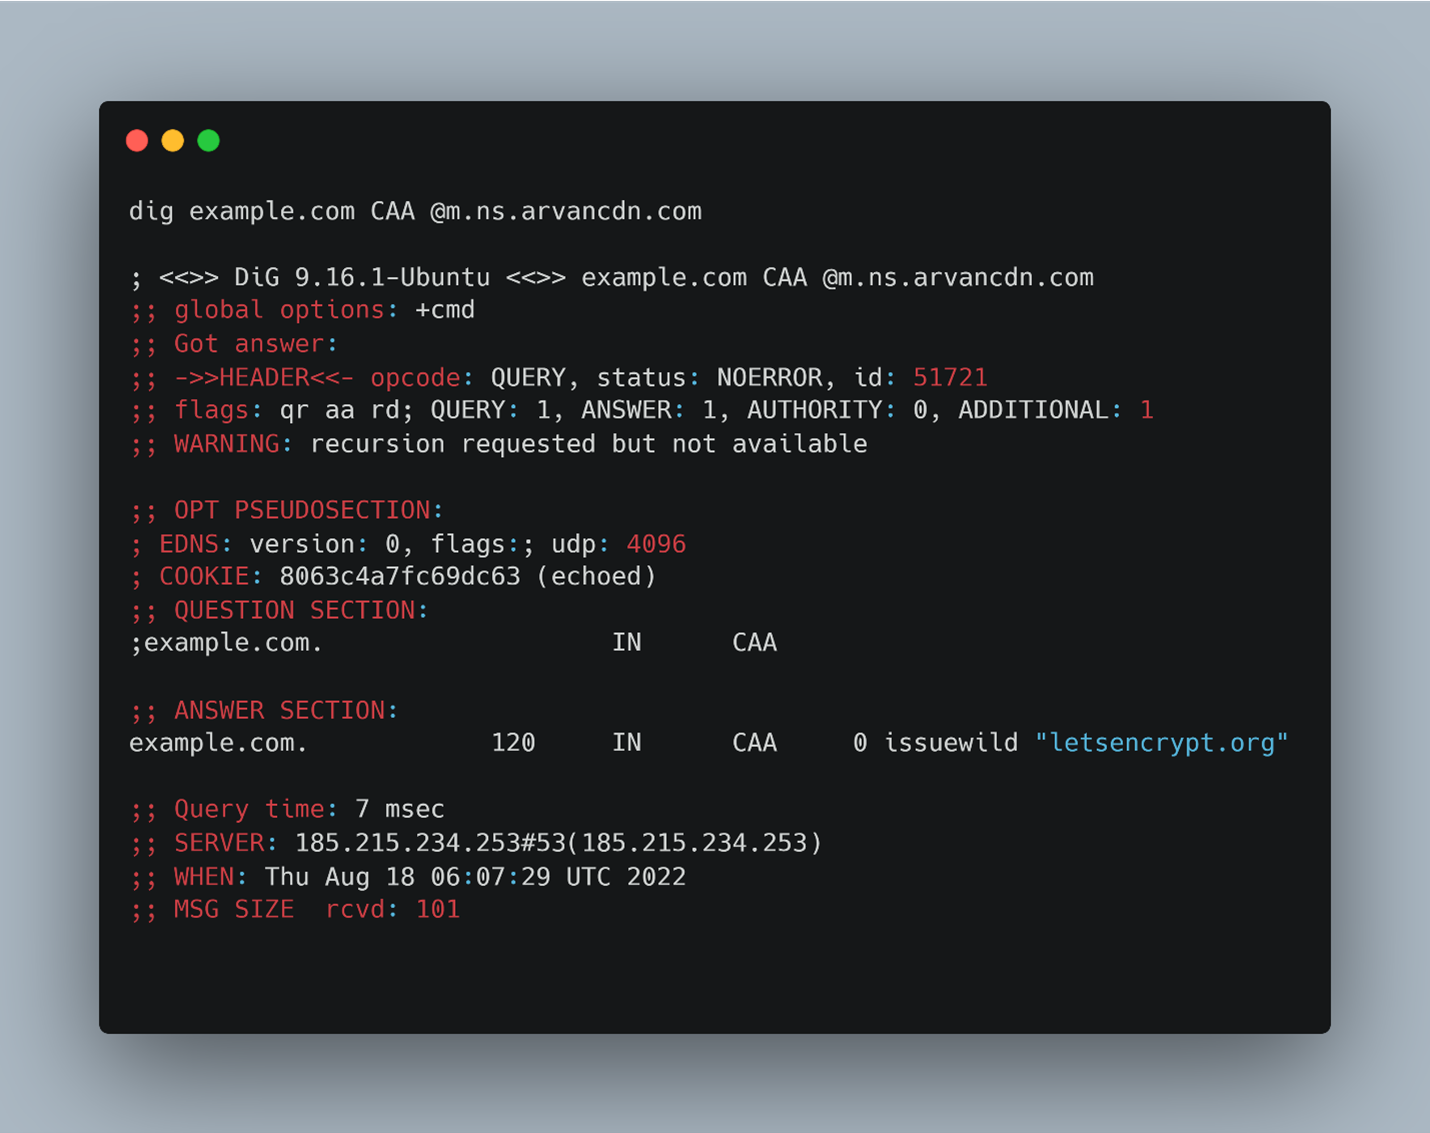 dig example.com CAA @m.ns.arvancdn.com
; <<>> DiG 9.16.1-Ubuntu <<>> example.com CAA @m.ns.arvancdn.com
;; global options: +cmd
;; Got answer:
;; ->>HEADER<<- opcode: QUERY, status: NOERROR, id: 51721
;; flags: qr aa rd; QUERY: 1, ANSWER: 1, AUTHORITY: 0, ADDITIONAL: 1
;; WARNING: recursion requested but not available
;; OPT PSEUDOSECTION:
; EDNS: version: 0, flags:; udp: 4096
; COOKIE: 8063c4a7fc69dc63 (echoed)
;; QUESTION SECTION:
;example.com. IN CAA
;; ANSWER SECTION:
example.com. 120 IN CAA 0 issuewild "letsencrypt.org"
;; Query time: 7 msec
;; SERVER: 185.215.234.253#53(185.215.234.253)
;; WHEN: Thu Aug 18 06:07:29 UTC 2022
;; MSG SIZE  rcvd: 101